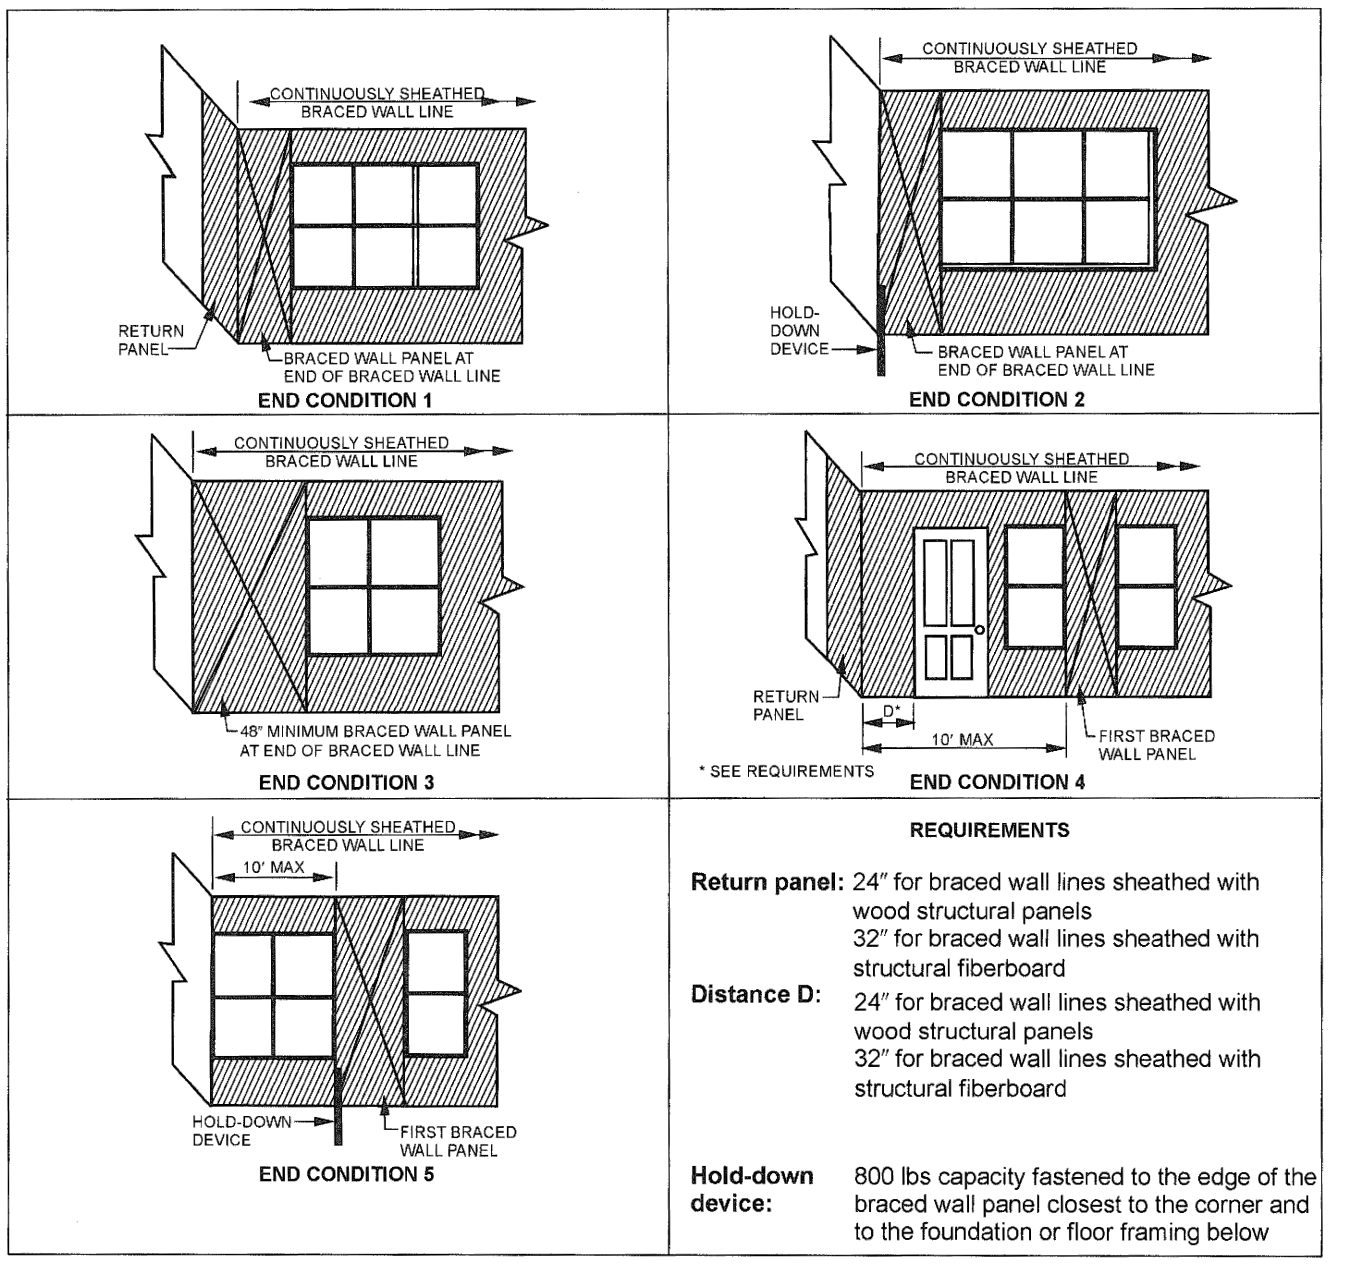 CONTINUOUSLY SHEATHED
BRACED WALL LINE
RETURN
PANEL
BRACED WALL PANEL AT
END OF BRACED WALL LINE
END CONDITION 1
CONTINUOUSLY SHEATHED
BRACED WALL LINE
HOLD-
DOWN
DEVICE
BRACED WALL PANEL AT
END OF BRACED WALL LINE
END CONDITION 2
CONTINUOUSLY SHEATHED
BRACED WALL LINE
48" MINIMUM BRACED WALL PANEL
AT END OF BRACED WALL LINE
END CONDITION 3
CONTINUOUSLY SHEATHED
BRACED WALL LINE
RETURN
PANEL
D*
10' MAX
FIRST BRACED
WALL PANEL
* SEE REQUIREMENTS
END CONDITION 4
CONTINUOUSLY SHEATHED
BRACED WALL LINE
10' MAX
HOLD-DOWN
DEVICE
FIRST BRACED
WALL PANEL
END CONDITION 5
REQUIREMENTS
Return panel: 24" for braced wall lines sheathed with
wood structural panels
32" for braced wall lines sheathed with
structural fiberboard
Distance D: 24" for braced wall lines sheathed with
wood structural panels
32" for braced wall lines sheathed with
structural fiberboard
Hold-down 800 lbs capacity fastened to the edge of the
device: braced wall panel closest to the corner and
to the foundation or floor framing below